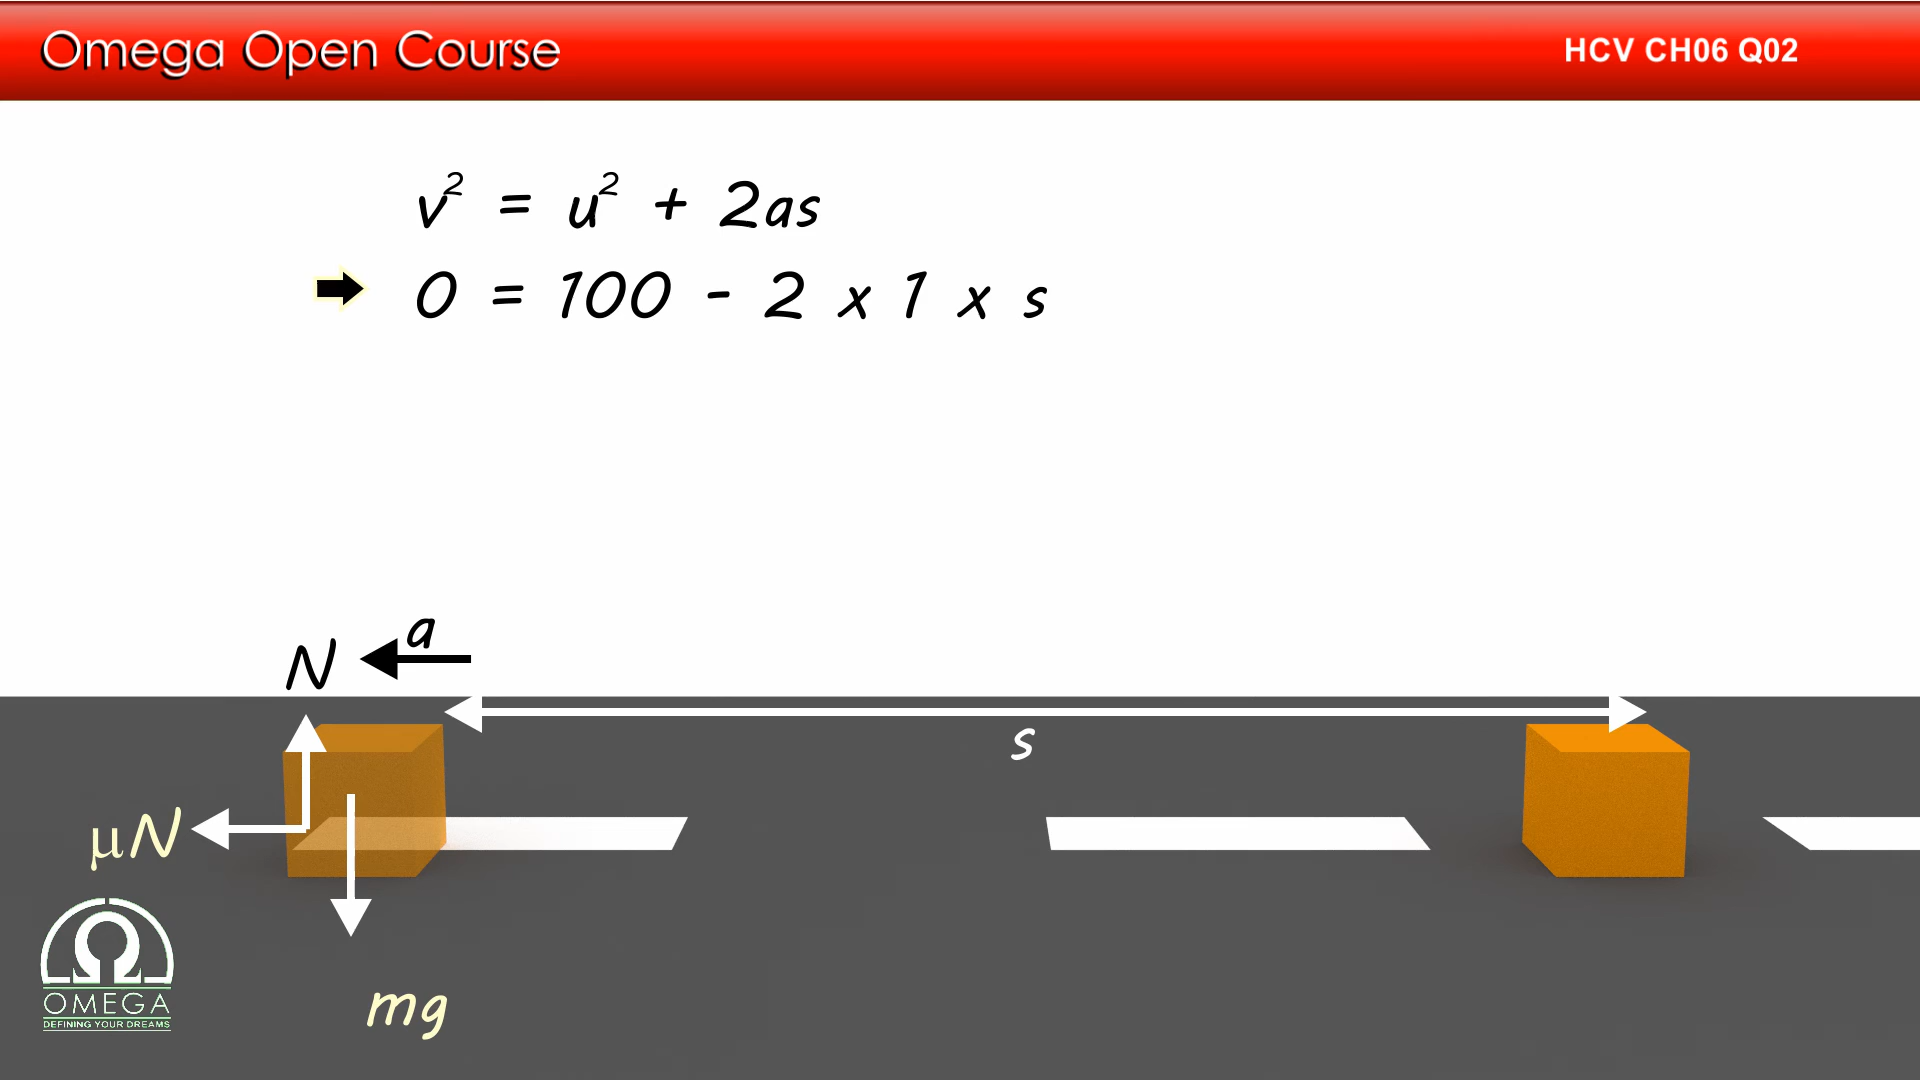 Omega Open Course
HCV CH06 Q02
v² = u² + 2as
0 = 100 - 2 x 1 x s
a
N
s
μN
mg
OMEGA
DEFINING YOUR DREAMS